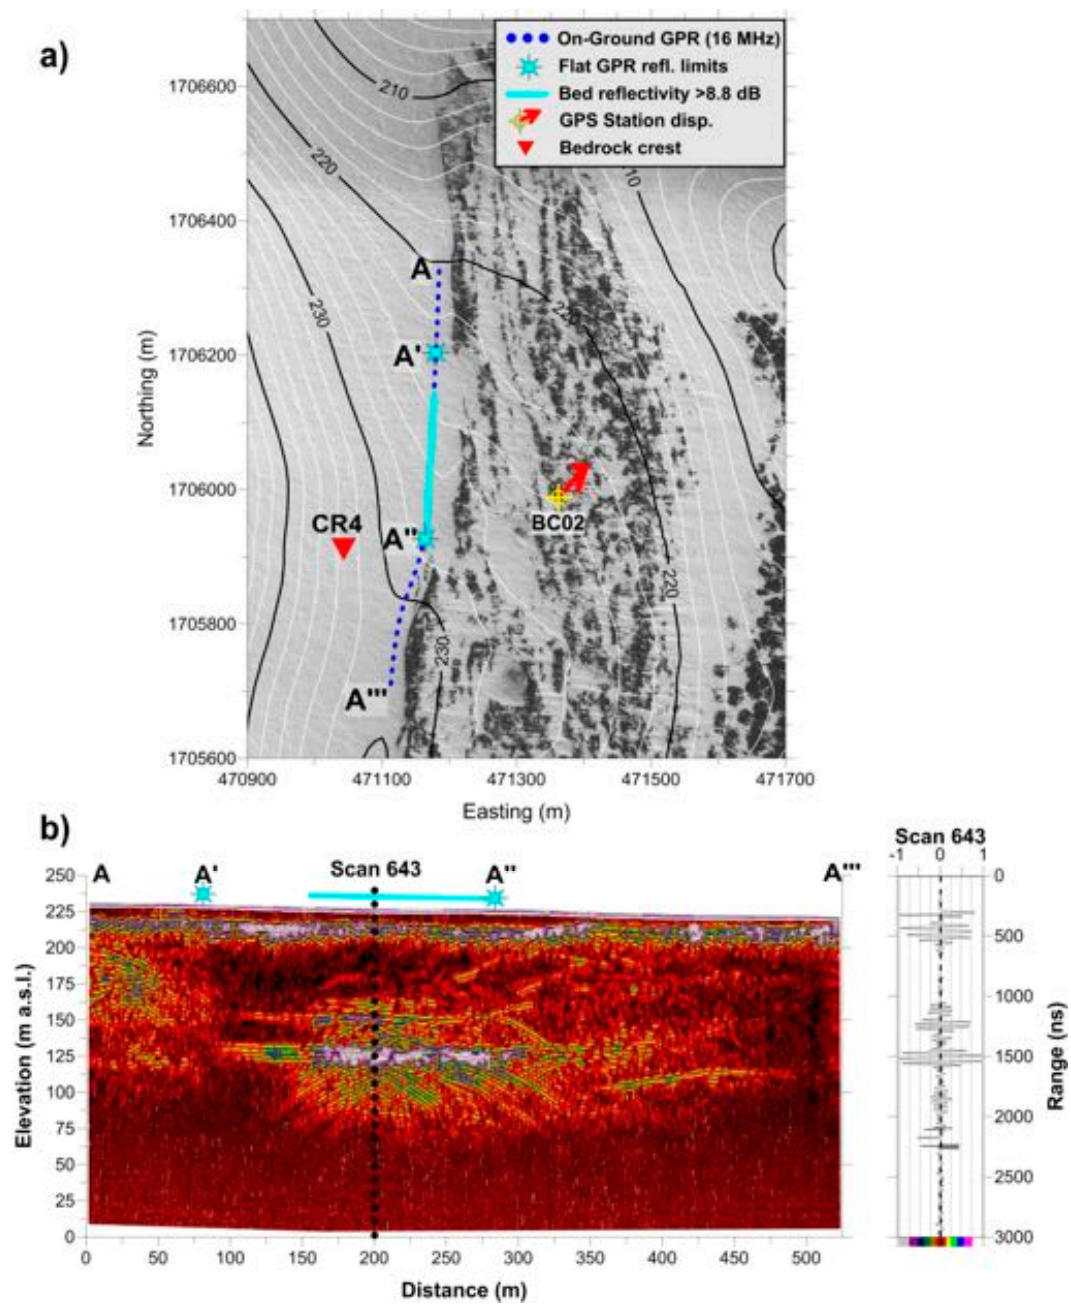 a)
On-Ground GPR (16 MHz)
Flat GPR refl. limits
Bed reflectivity >8.8 dB
GPS Station disp.
Bedrock crest
1706600
1706400
1706200
1706000
1705800
1705600
Northing (m)
210
220
230
210
220
230
A
A'
A''
A'''
CR4
BC02
470900
471100
471300
471500
471700
Easting (m)
b)
A
A'
Scan 643
A''
A'''
250
225
200
175
150
125
100
75
50
25
0
Elevation (m a.s.l.)
0
50
100
150
200
250
300
350
400
450
500
Distance (m)
Scan 643
-1
0
1
0
500
1000
1500
2000
2500
3000
Range (ns)